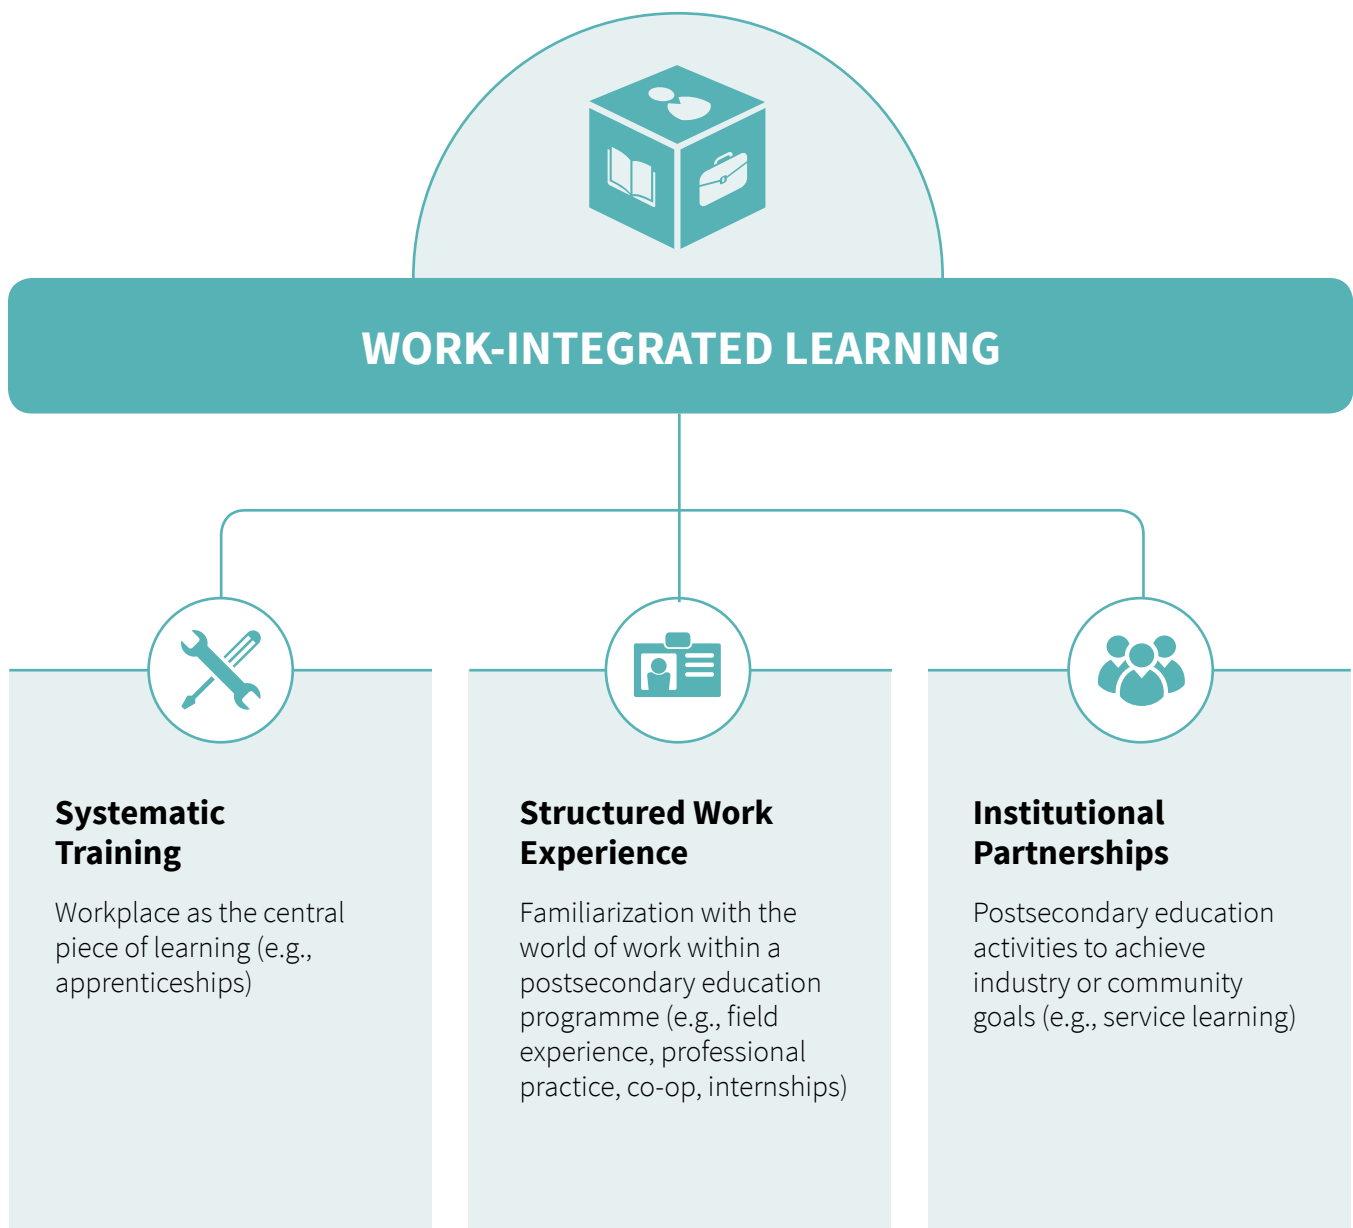 WORK-INTEGRATED LEARNING
Systematic
Training
Workplace as the central
piece of learning (e.g.,
apprenticeships)
Structured Work
Experience
Familiarization with the
world of work within a
postsecondary education
programme (e.g., field
experience, professional
practice, co-op, internships)
Institutional
Partnerships
Postsecondary education
activities to achieve
industry or community
goals (e.g., service learning)